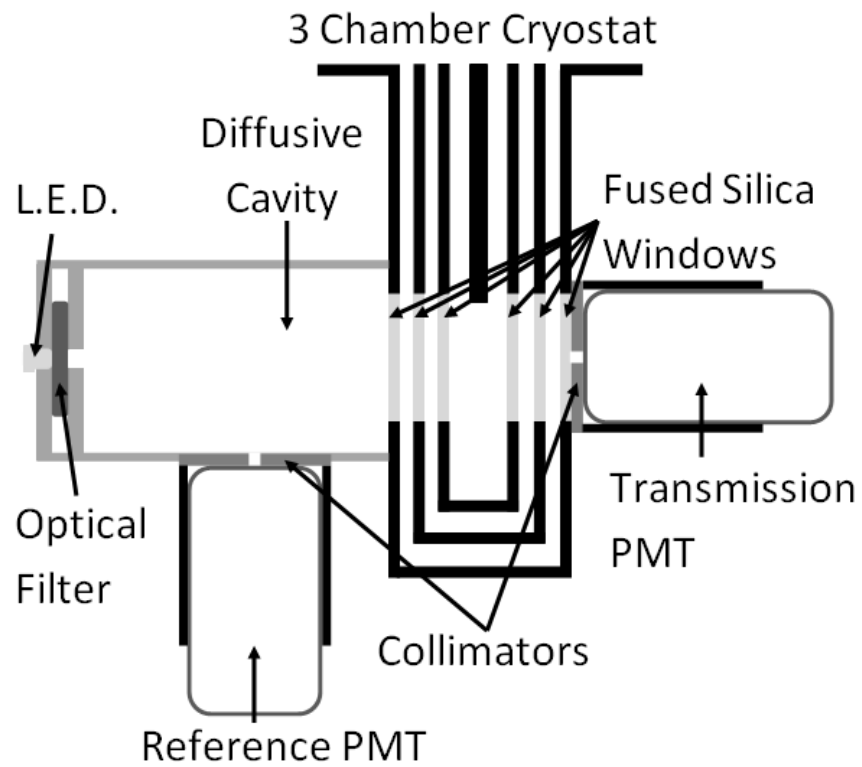 3 Chamber Cryostat
Diffusive
Cavity
L.E.D.
Fused Silica
Windows
Optical
Filter
Transmission
PMT
Collimators
Reference PMT